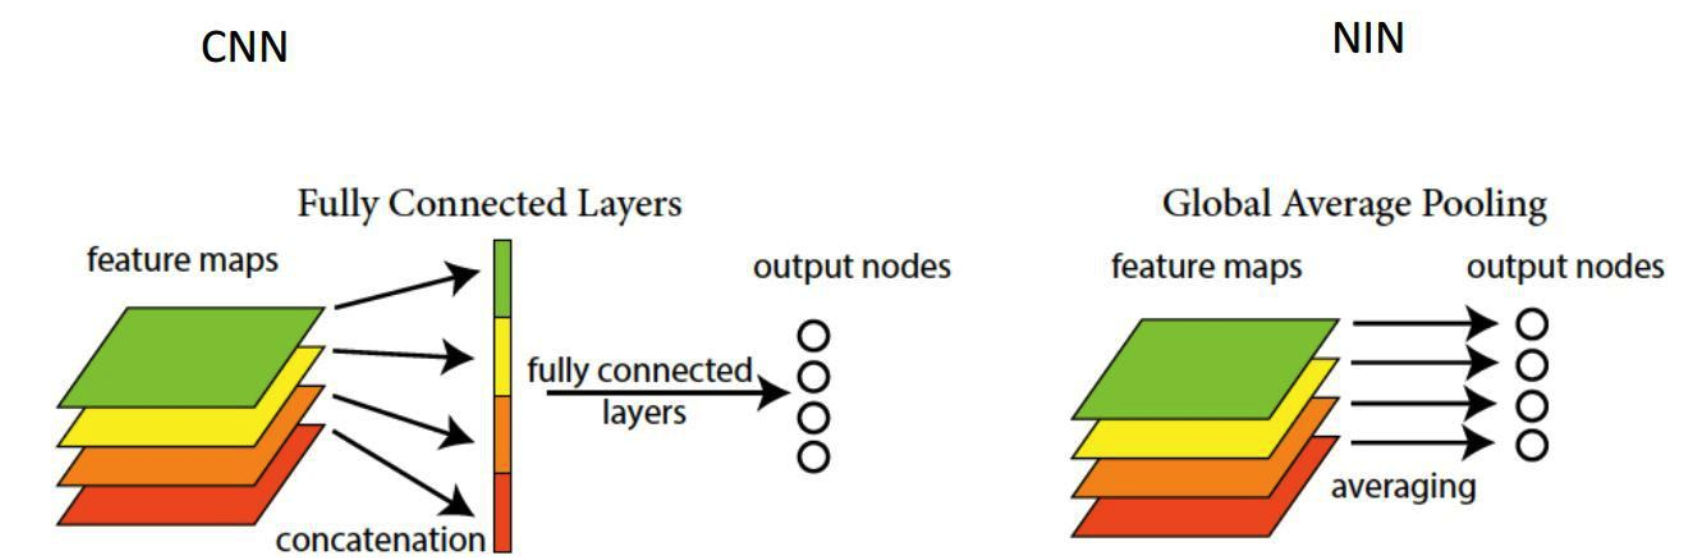 CNN
NIN
Fully Connected Layers
feature maps
output nodes
fully connected
layers
concatenation
Global Average Pooling
feature maps
output nodes
averaging